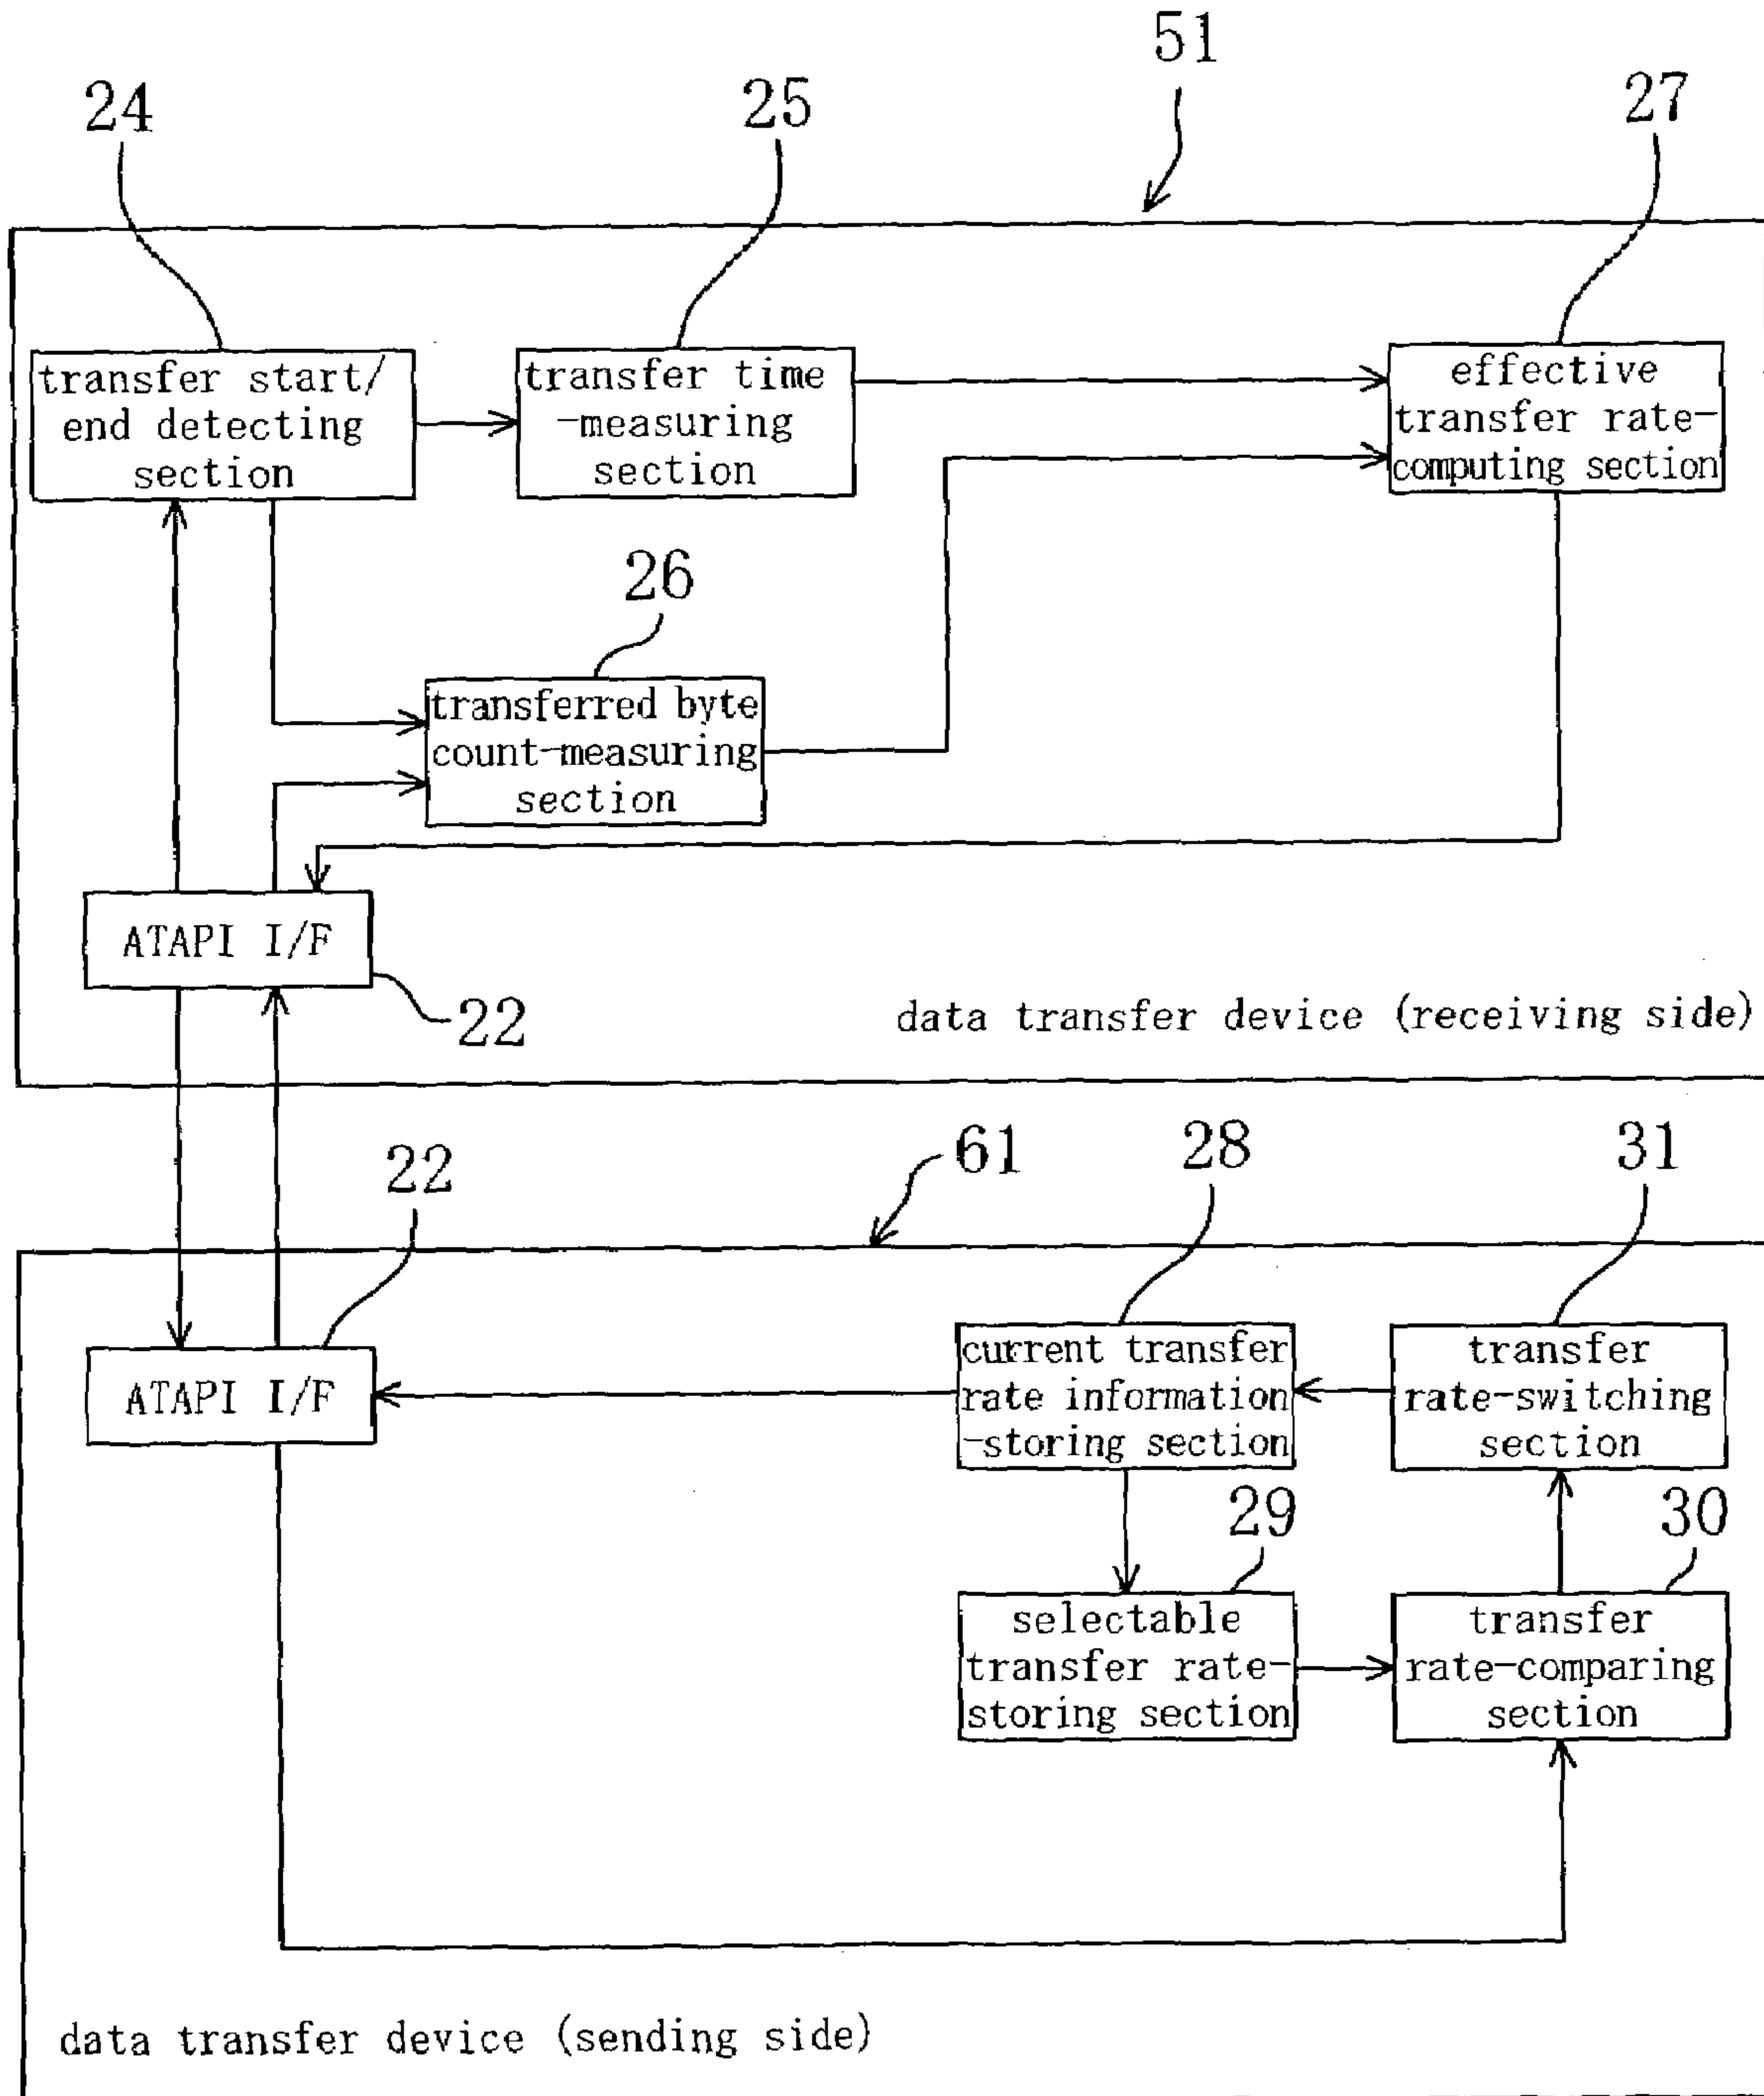 51
24
25
27
transfer start/
end detecting
section
transfer time
-measuring
section
effective
transfer rate-
computing section
26
transferred byte
count-measuring
section
ATAPI I/F
22
data transfer device (receiving side)
61
28
31
22
ATAPI I/F
current transfer
rate information
-storing section
transfer
rate-switching
section
29
30
selectable
transfer rate-
storing section
transfer
rate-comparing
section
data transfer device (sending side)